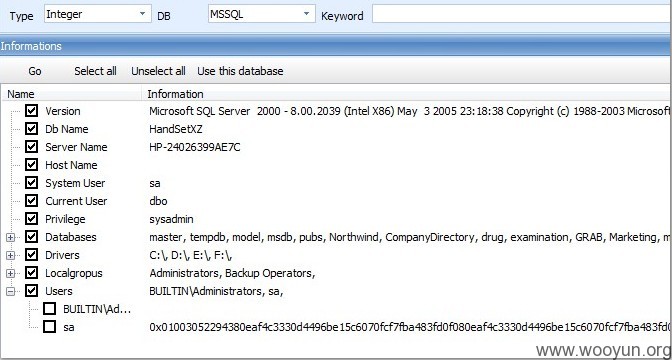 Type Integer DB MSSQL Keyword
Informations
Go Select all Unselect all Use this database
Name Information
Version Microsoft SQL Server 2000 - 8.00.2039 (Intel X86) May 3 2005 23:18:38 Copyright (c) 1988-2003 Microsof
Db Name HandSetXZ
Server Name HP-24026399AE7C
Host Name
System User sa
Current User dbo
Privilege sysadmin
Databases master, tempdb, model, msdb, pubs, Northwind, CompanyDirectory, drug, examination, GRAB, Marketing, m
Drivers C:\, D:\, E:\, F:\,
Localgropus Administrators, Backup Operators,
Users BUILTIN\Administrators, sa,
BUILTIN\Ad...
sa 0x01003052294380eaf4c3330d4496be15c6070fcf7fba483fd0f080eaf4c3330d4496be15c6070fcf7fba483fd
www.wooyun.org